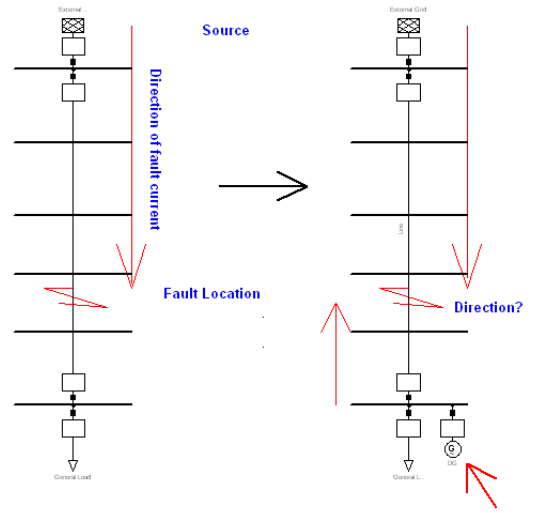 External ...
External Grid
Source
Direction of fault current
Line
Fault Location
Direction?
G
DG
General Load
General L...